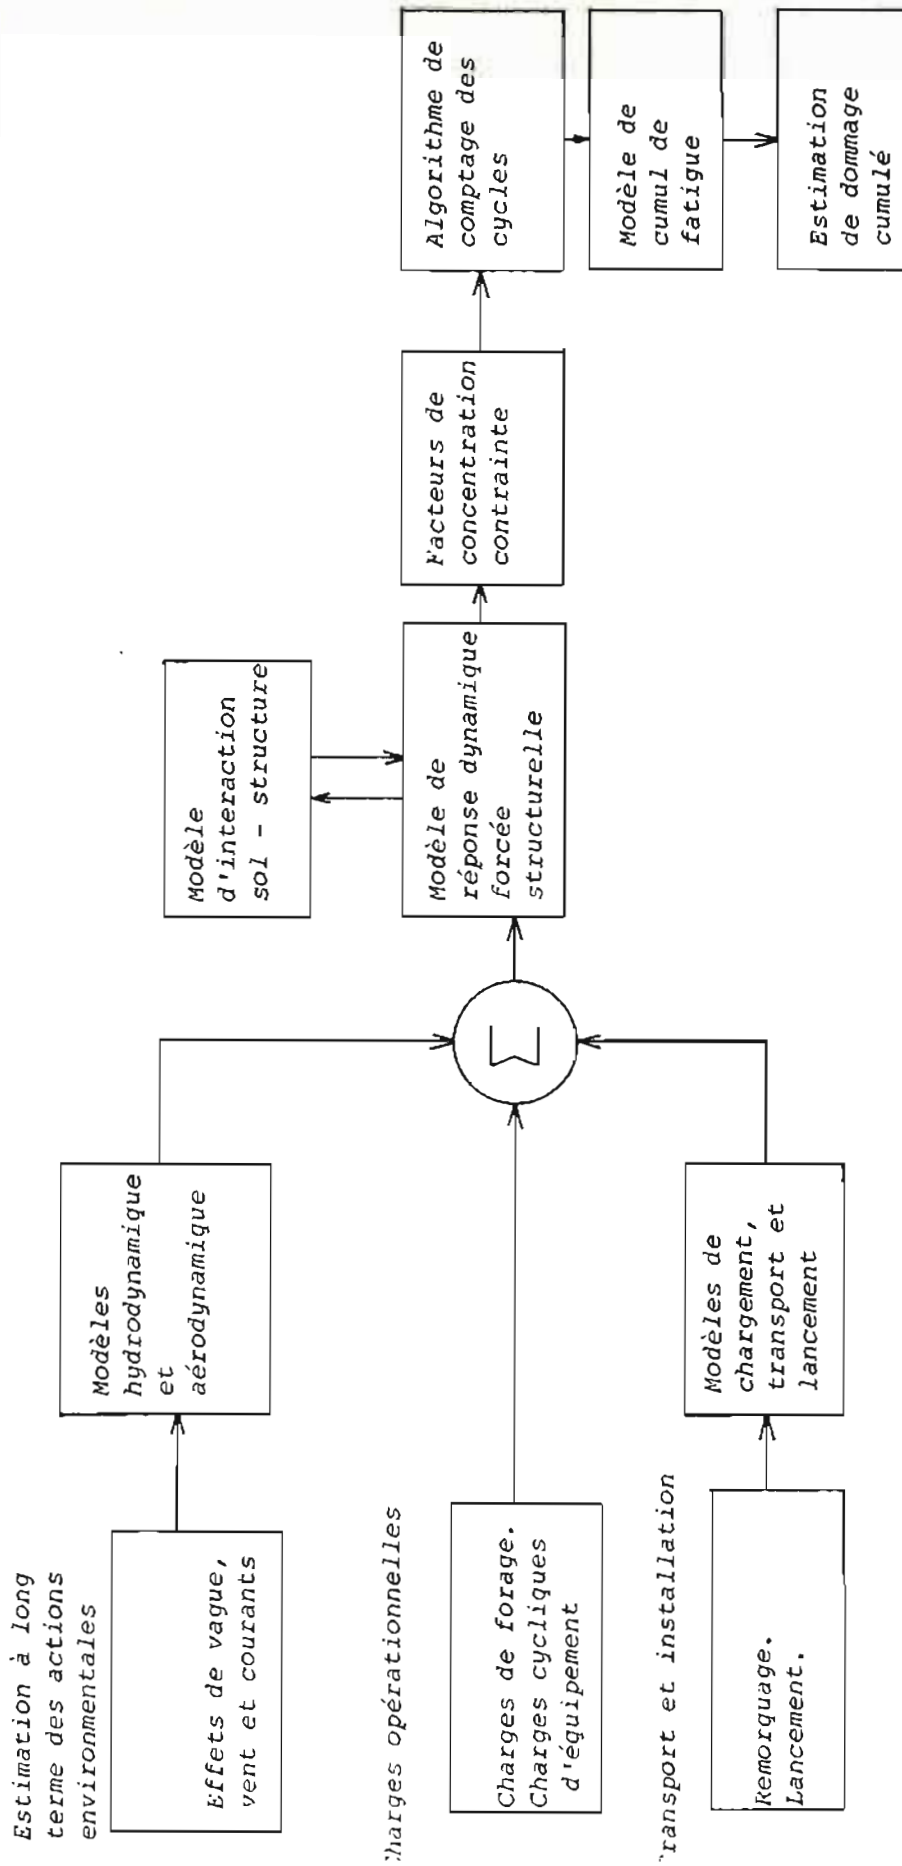 Estimation à long
terme des actions
environmentales
Effets de vague,
vent et courants
Modèles
hydrodynamique
et
aérodynamique
harges opérationnelles
Charges de forage.
Charges cycliques
d'équipement
ransport et installation
Remorquage.
Lancement.
Modèles de
chargement,
transport et
lancement
Σ
Modèle
d'interaction
sol - structure
Modèle de
réponse dynamique
forcée
structurelle
Facteurs de
concentration
contrainte
Algorithme de
comptage des
cycles
Modèle de
cumul de
fatigue
Estimation
de dommage
cumulé